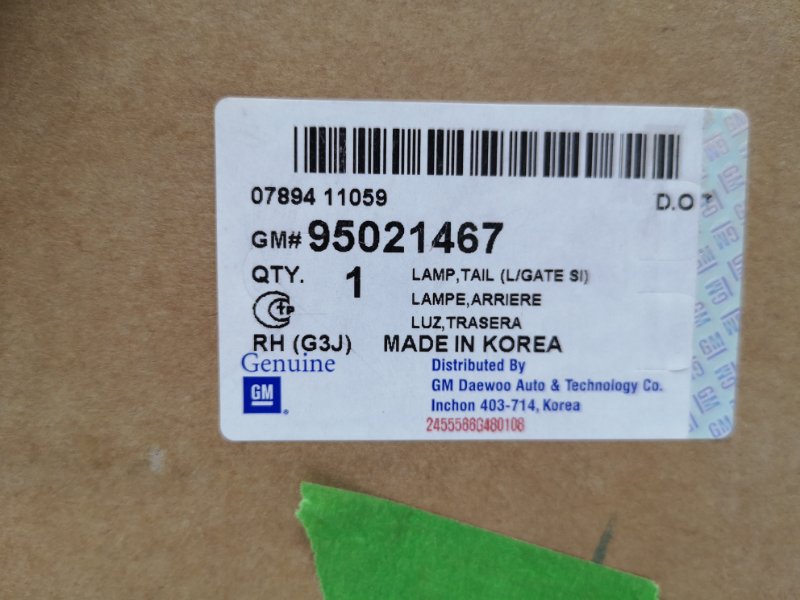 07894 11059
D.O
GM# 95021467
QTY. 1
LAMP,TAIL (L/GATE SI)
LAMPE,ARRIERE
LUZ,TRASERA
RH (G3J) MADE IN KOREA
Genuine
GM
Distributed By
GM Daewoo Auto & Technology Co.
Inchon 403-714, Korea